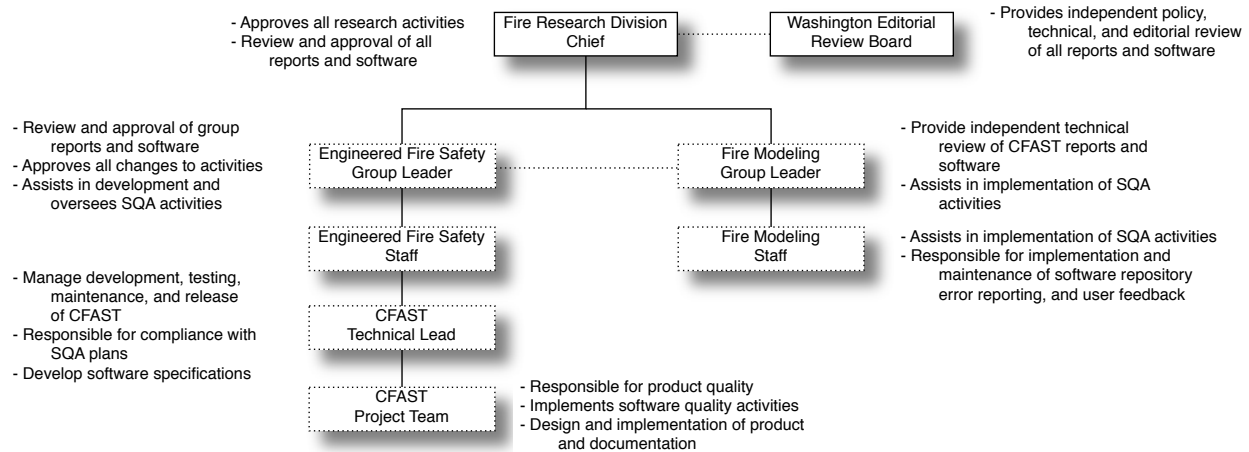 - Approves all research activities
- Review and approval of all
reports and software
Fire Research Division
Chief
Washington Editorial
Review Board
- Provides independent policy,
technical, and editorial review
of all reports and software
- Review and approval of group
reports and software
- Approves all changes to activities
- Assists in development and
oversees SQA activities
Engineered Fire Safety
Group Leader
Fire Modeling
Group Leader
- Provide independent technical
review of CFAST reports and
software
- Assists in implementation of SQA
activities
Engineered Fire Safety
Staff
Fire Modeling
Staff
- Assists in implementation of SQA activities
- Responsible for implementation and
maintenance of software repository
error reporting, and user feedback
- Manage development, testing,
maintenance, and release
of CFAST
- Responsible for compliance with
SQA plans
- Develop software specifications
CFAST
Technical Lead
CFAST
Project Team
- Responsible for product quality
- Implements software quality activities
- Design and implementation of product
and documentation